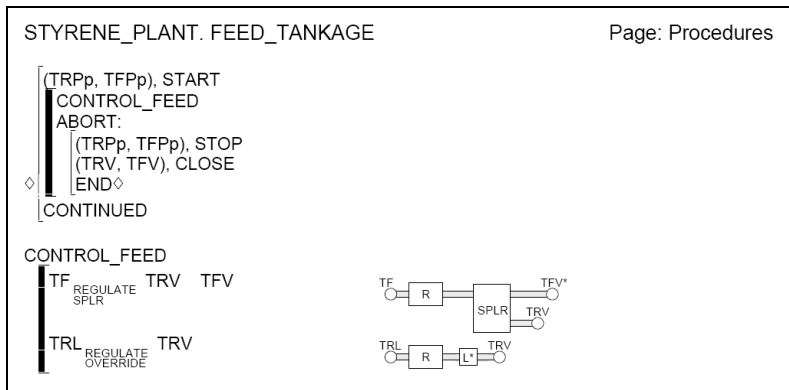 STYRENE_PLANT. FEED_TANKAGE Page: Procedures
(TRPp, TFPp), START
CONTROL_FEED
ABORT:
(TRPp, TFPp), STOP
(TRV, TFV), CLOSE
◇ END◇
CONTINUED
CONTROL_FEED
TF REGULATE SPLR TRV TFV
TF R SPLR TFV* TRV
TRL REGULATE OVERRIDE TRV
TRL R L* TRV